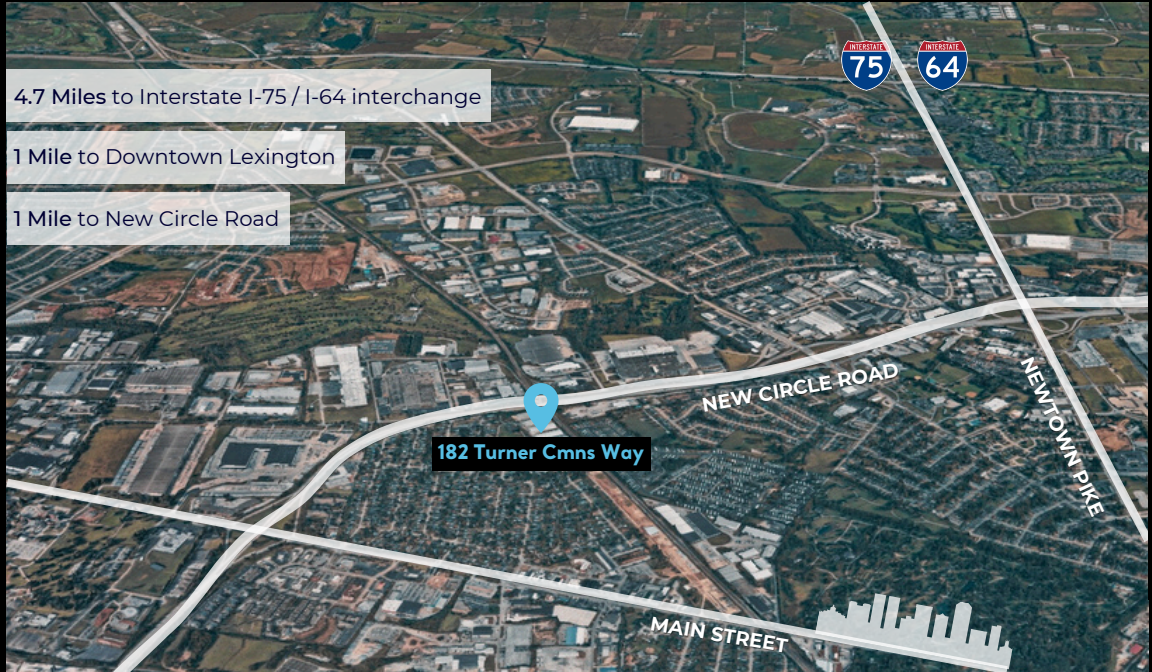 INTERSTATE
75
INTERSTATE
64
4.7 Miles to Interstate I-75 / I-64 interchange
1 Mile to Downtown Lexington
1 Mile to New Circle Road
NEW CIRCLE ROAD
NEWTOWN PIKE
182 Turner Cmns Way
MAIN STREET